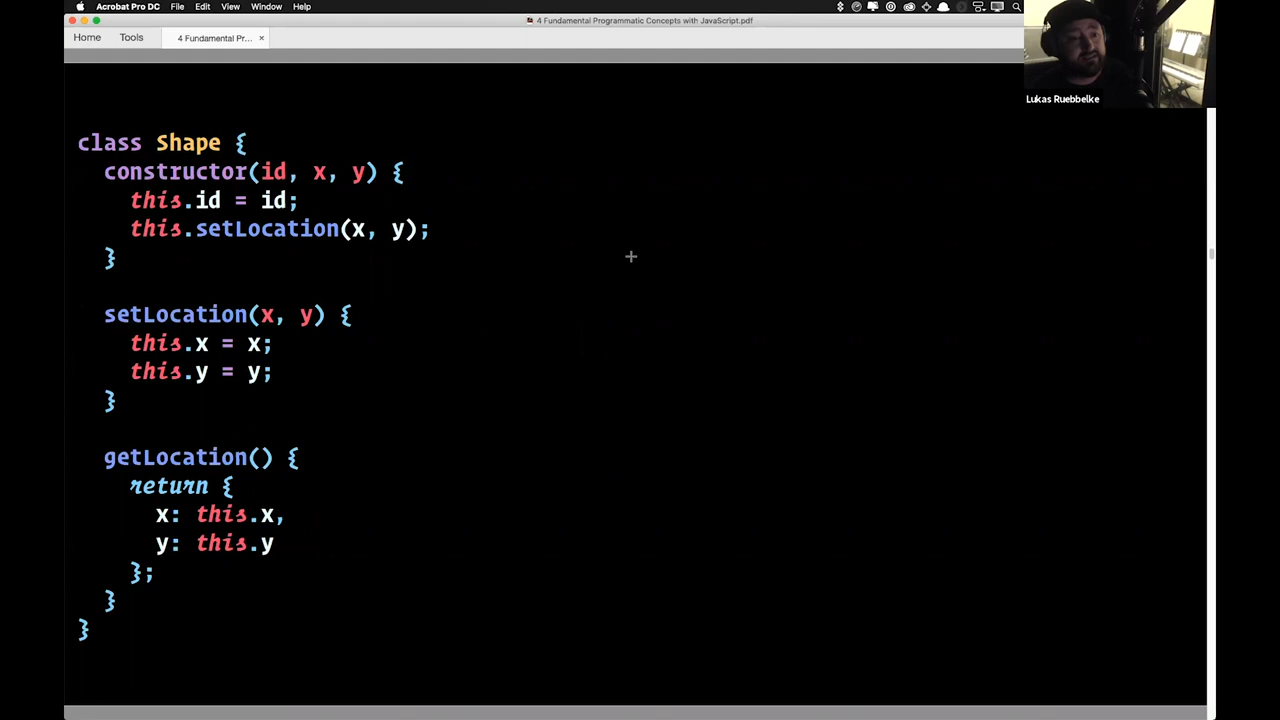 Acrobat Pro DC File Edit View Window Help
4 Fundamental Programmatic Concepts with JavaScript.pdf
Home Tools 4 Fundamental Pr... ×
Lukas Ruebbelke
class Shape {
constructor(id, x, y) {
this.id = id;
this.setLocation(x, y);
}
setLocation(x, y) {
this.x = x;
this.y = y;
}
getLocation() {
return {
x: this.x,
y: this.y
};
}
}